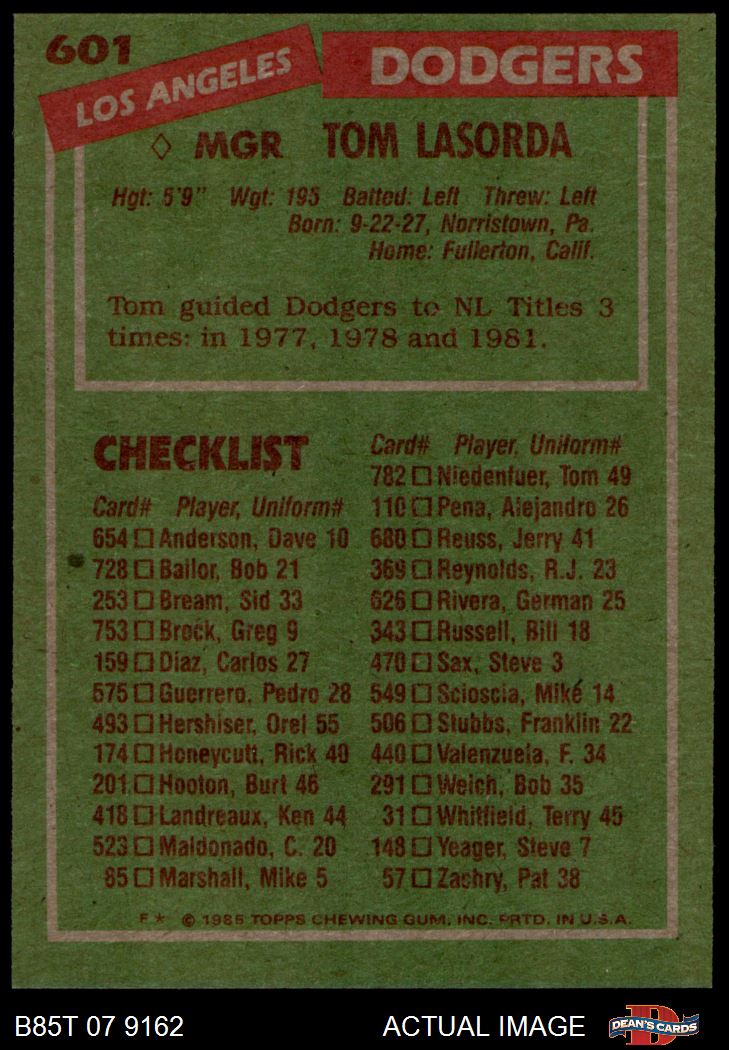 601
LOS ANGELES DODGERS
◇ MGR TOM LASORDA
Hgt: 5'9" Wgt: 195 Batted: Left Threw: Left
Born: 9-22-27, Norristown, Pa.
Home: Fullerton, Calif.
Tom guided Dodgers to NL Titles 3
times: in 1977, 1978 and 1981.
CHECKLIST
Card# Player, Uniform#
654 □ Anderson, Dave 10
728 □ Bailor, Bob 21
253 □ Bream, Sid 33
753 □ Brock, Greg 9
159 □ Diaz, Carlos 27
575 □ Guerrero, Pedro 28
493 □ Hershiser, Orel 55
174 □ Honeycutt, Rick 40
201 □ Hooton, Burt 46
418 □ Landreaux, Ken 44
523 □ Maldonado, C. 20
85 □ Marshall, Mike 5
Card# Player, Uniform#
782 □ Niedenfuer, Tom 49
110 □ Pena, Alejandro 26
680 □ Reuss, Jerry 41
369 □ Reynolds, R.J. 23
626 □ Rivera, German 25
343 □ Russell, Bill 18
470 □ Sax, Steve 3
549 □ Scioscia, Mike 14
506 □ Stubbs, Franklin 22
440 □ Valenzuela, F. 34
291 □ Welch, Bob 35
31 □ Whitfield, Terry 45
148 □ Yeager, Steve 7
57 □ Zachry, Pat 38
F* © 1985 TOPPS CHEWING GUM, INC. PRTD. IN U.S.A.
B85T 07 9162
ACTUAL IMAGE
D
DEAN'S CARDS